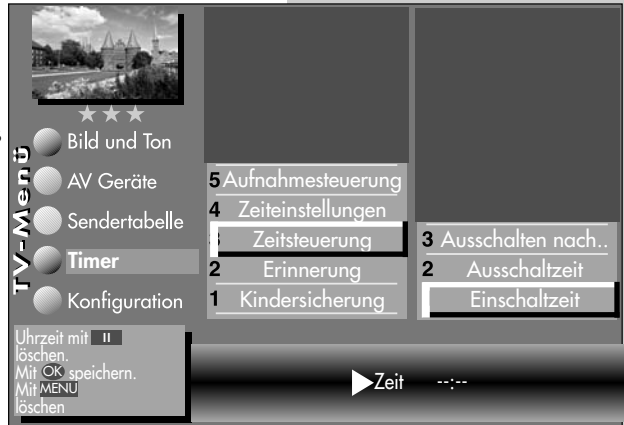 TV-Menü
Bild und Ton
AV Geräte
Sendertabelle
Timer
Konfiguration
5 Aufnahmesteuerung
4 Zeiteinstellungen
3 Zeitsteuerung
2 Erinnerung
1 Kindersicherung
3 Ausschalten nach..
2 Ausschaltzeit
Einschaltzeit
Uhrzeit mit II
löschen.
Mit OK speichern.
Mit MENU
löschen
Zeit --:--